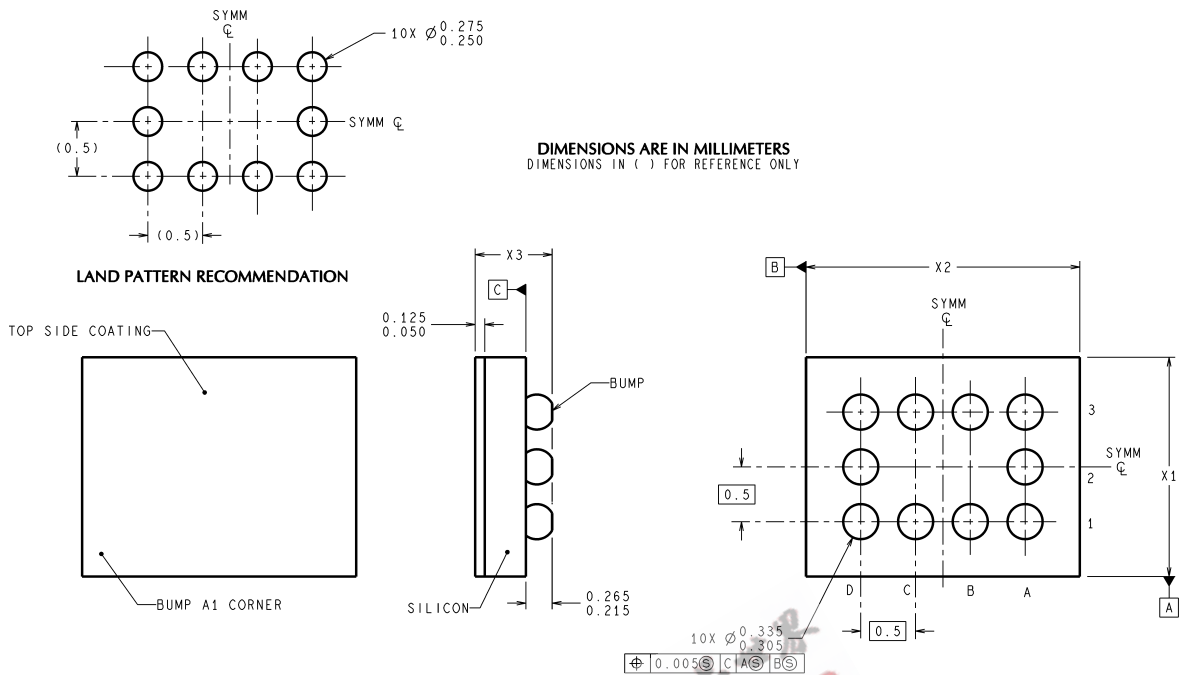 SYMM
℄
10X Ø 0.275
0.250
SYMM ℄
(0.5)
(0.5)
DIMENSIONS ARE IN MILLIMETERS
DIMENSIONS IN ( ) FOR REFERENCE ONLY
LAND PATTERN RECOMMENDATION
TOP SIDE COATING
BUMP A1 CORNER
X3
C
0.125
0.050
BUMP
SILICON
0.265
0.215
B
X2
SYMM
℄
3
SYMM
℄
2
X1
0.5
1
D C B A
A
0.5
10X Ø 0.335
0.305
⌖ 0.005Ⓢ C AⓈ BⓈ